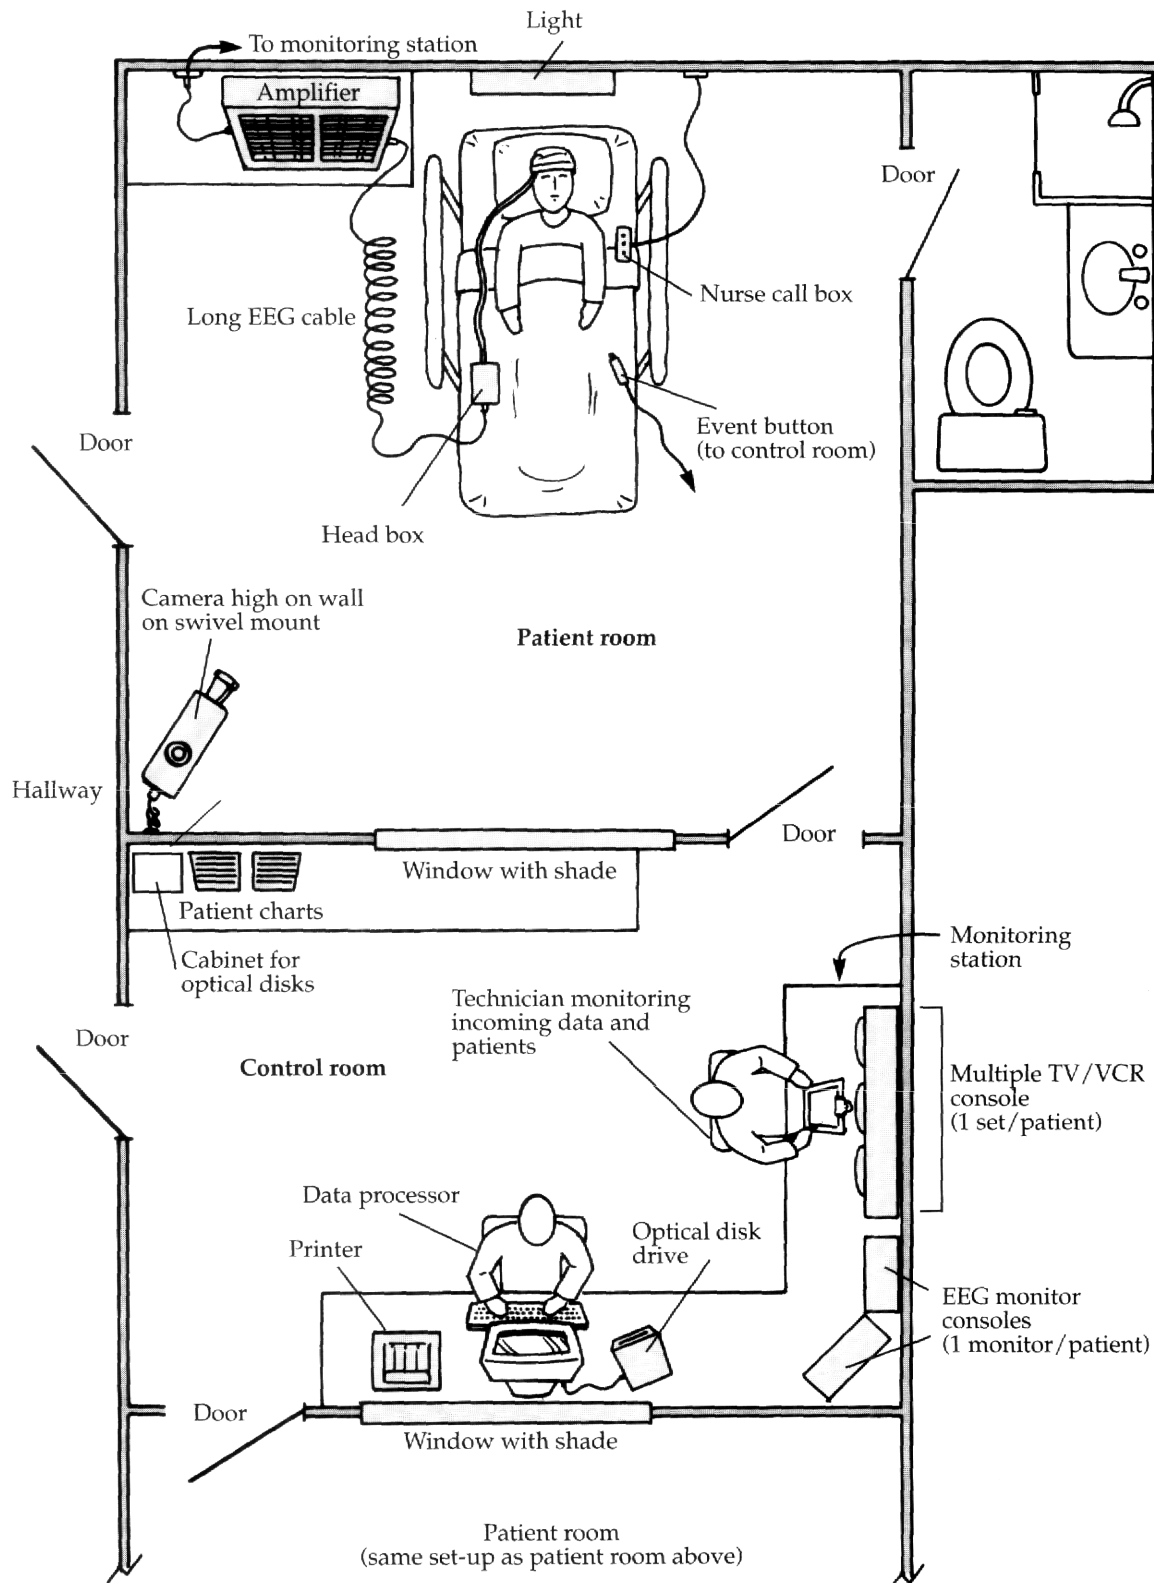 Light
To monitoring station
Amplifier
Door
Nurse call box
Long EEG cable
Event button
(to control room)
Door
Head box
Camera high on wall
on swivel mount
Patient room
Hallway
Door
Window with shade
Patient charts
Cabinet for
optical disks
Monitoring
station
Technician monitoring
incoming data and
patients
Door
Control room
Multiple TV/VCR
console
(1 set/patient)
Data processor
Printer
Optical disk
drive
EEG monitor
consoles
(1 monitor/patient)
Door
Window with shade
Patient room
(same set-up as patient room above)